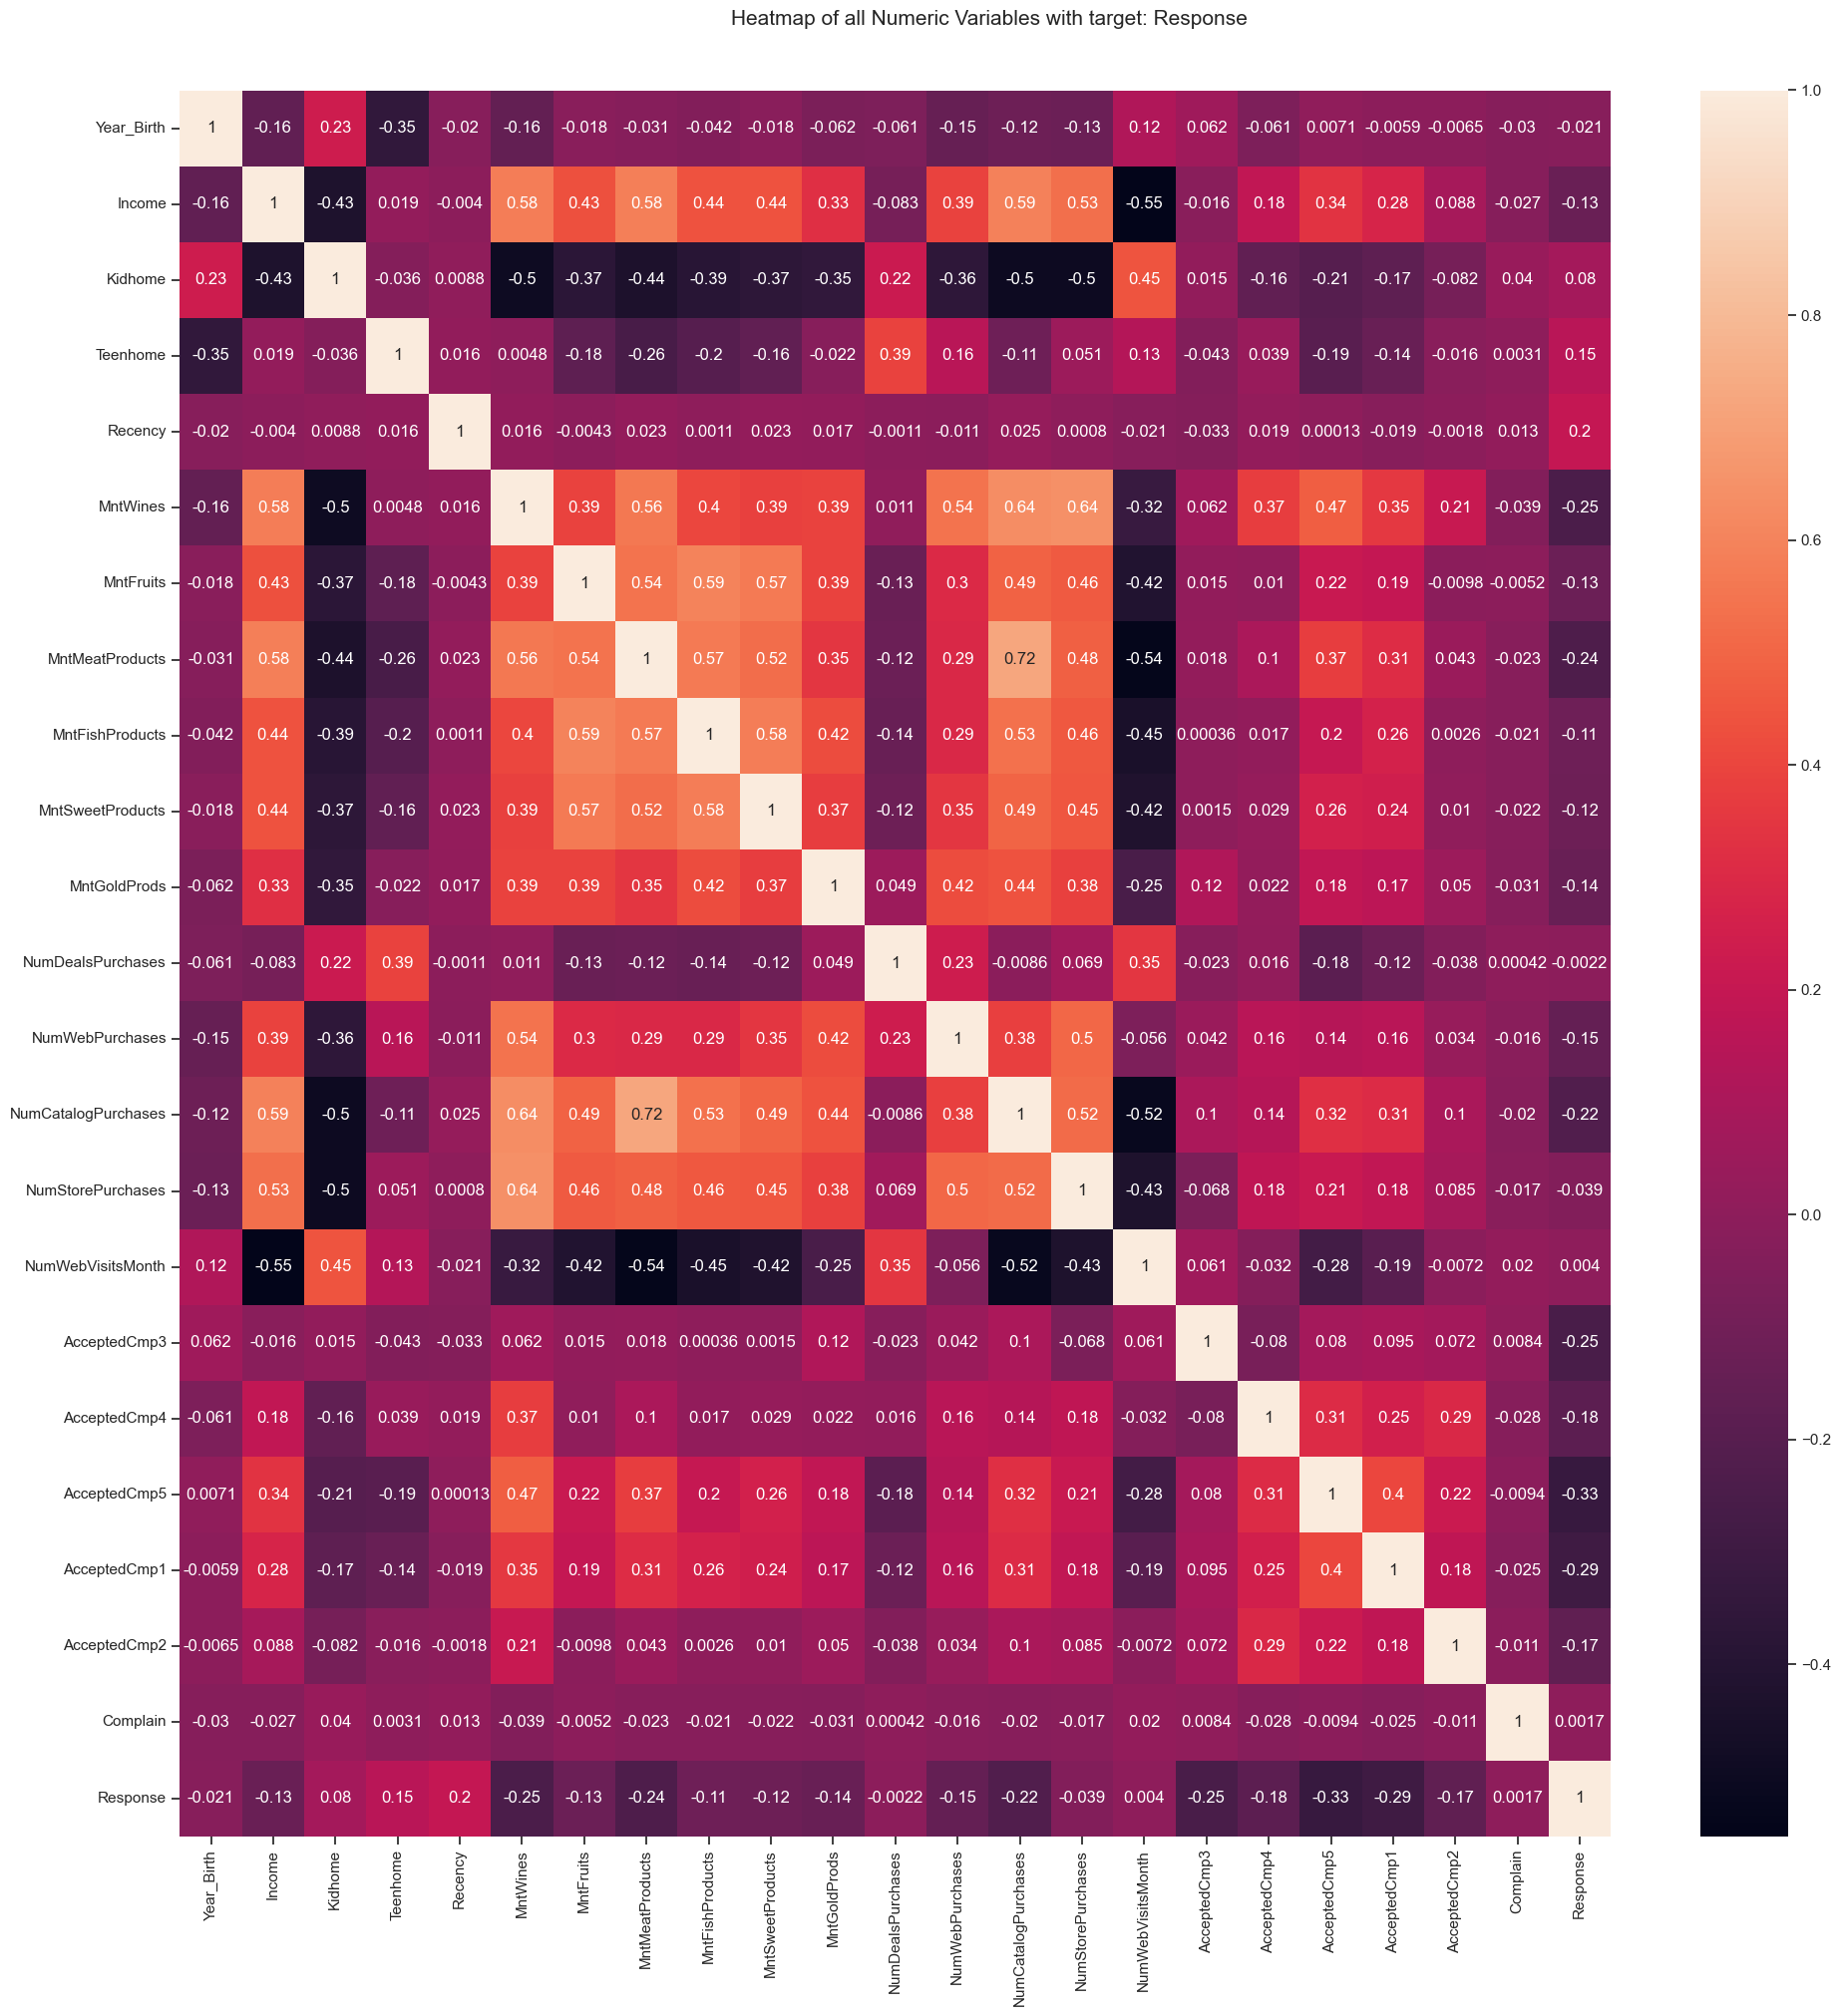 Heatmap of all Numeric Variables with target: Response
Year_Birth 1 -0.16 0.23 -0.35 -0.02 -0.16 -0.018 -0.031 -0.042 -0.018 -0.062 -0.061 -0.15 -0.12 -0.13 0.12 0.062 -0.061 0.0071 -0.0059 -0.0065 -0.03 -0.021
Income -0.16 1 -0.43 0.019 -0.004 0.58 0.43 0.58 0.44 0.44 0.33 -0.083 0.39 0.59 0.53 -0.55 -0.016 0.18 0.34 0.28 0.088 -0.027 -0.13
Kidhome 0.23 -0.43 1 -0.036 0.0088 -0.5 -0.37 -0.44 -0.39 -0.37 -0.35 0.22 -0.36 -0.5 -0.5 0.45 0.015 -0.16 -0.21 -0.17 -0.082 0.04 0.08
Teenhome -0.35 0.019 -0.036 1 0.016 0.0048 -0.18 -0.26 -0.2 -0.16 -0.022 0.39 0.16 -0.11 0.051 0.13 -0.043 0.039 -0.19 -0.14 -0.016 0.0031 0.15
Recency -0.02 -0.004 0.0088 0.016 1 0.016 -0.0043 0.023 0.0011 0.023 0.017 -0.0011 -0.011 0.025 0.0008 -0.021 -0.033 0.019 0.00013 -0.019 -0.0018 0.013 0.2
MntWines -0.16 0.58 -0.5 0.0048 0.016 1 0.39 0.56 0.4 0.39 0.39 0.011 0.54 0.64 0.64 -0.32 0.062 0.37 0.47 0.35 0.21 -0.039 -0.25
MntFruits -0.018 0.43 -0.37 -0.18 -0.0043 0.39 1 0.54 0.59 0.57 0.39 -0.13 0.3 0.49 0.46 -0.42 0.015 0.01 0.22 0.19 -0.0098 -0.0052 -0.13
MntMeatProducts -0.031 0.58 -0.44 -0.26 0.023 0.56 0.54 1 0.57 0.52 0.35 -0.12 0.29 0.72 0.48 -0.54 0.018 0.1 0.37 0.31 0.043 -0.023 -0.24
MntFishProducts -0.042 0.44 -0.39 -0.2 0.0011 0.4 0.59 0.57 1 0.58 0.42 -0.14 0.29 0.53 0.46 -0.45 0.00036 0.017 0.2 0.26 0.0026 -0.021 -0.11
MntSweetProducts -0.018 0.44 -0.37 -0.16 0.023 0.39 0.57 0.52 0.58 1 0.37 -0.12 0.35 0.49 0.45 -0.42 0.0015 0.029 0.26 0.24 0.01 -0.022 -0.12
MntGoldProds -0.062 0.33 -0.35 -0.022 0.017 0.39 0.39 0.35 0.42 0.37 1 0.049 0.42 0.44 0.38 -0.25 0.12 0.022 0.18 0.17 0.05 -0.031 -0.14
NumDealsPurchases -0.061 -0.083 0.22 0.39 -0.0011 0.011 -0.13 -0.12 -0.14 -0.12 0.049 1 0.23 -0.0086 0.069 0.35 -0.023 0.016 -0.18 -0.12 -0.038 0.00042 -0.0022
NumWebPurchases -0.15 0.39 -0.36 0.16 -0.011 0.54 0.3 0.29 0.29 0.35 0.42 0.23 1 0.38 0.5 -0.056 0.042 0.16 0.14 0.16 0.034 -0.016 -0.15
NumCatalogPurchases -0.12 0.59 -0.5 -0.11 0.025 0.64 0.49 0.72 0.53 0.49 0.44 -0.0086 0.38 1 0.52 -0.52 0.1 0.14 0.32 0.31 0.1 -0.02 -0.22
NumStorePurchases -0.13 0.53 -0.5 0.051 0.0008 0.64 0.46 0.48 0.46 0.45 0.38 0.069 0.5 0.52 1 -0.43 -0.068 0.18 0.21 0.18 0.085 -0.017 -0.039
NumWebVisitsMonth 0.12 -0.55 0.45 0.13 -0.021 -0.32 -0.42 -0.54 -0.45 -0.42 -0.25 0.35 -0.056 -0.52 -0.43 1 0.061 -0.032 -0.28 -0.19 -0.0072 0.02 0.004
AcceptedCmp3 0.062 -0.016 0.015 -0.043 -0.033 0.062 0.015 0.018 0.00036 0.0015 0.12 -0.023 0.042 0.1 -0.068 0.061 1 -0.08 0.08 0.095 0.072 0.0084 -0.25
AcceptedCmp4 -0.061 0.18 -0.16 0.039 0.019 0.37 0.01 0.1 0.017 0.029 0.022 0.016 0.16 0.14 0.18 -0.032 -0.08 1 0.31 0.25 0.29 -0.028 -0.18
AcceptedCmp5 0.0071 0.34 -0.21 -0.19 0.00013 0.47 0.22 0.37 0.2 0.26 0.18 -0.18 0.14 0.32 0.21 -0.28 0.08 0.31 1 0.4 0.22 -0.0094 -0.33
AcceptedCmp1 -0.0059 0.28 -0.17 -0.14 -0.019 0.35 0.19 0.31 0.26 0.24 0.17 -0.12 0.16 0.31 0.18 -0.19 0.095 0.25 0.4 1 0.18 -0.025 -0.29
AcceptedCmp2 -0.0065 0.088 -0.082 -0.016 -0.0018 0.21 -0.0098 0.043 0.0026 0.01 0.05 -0.038 0.034 0.1 0.085 -0.0072 0.072 0.29 0.22 0.18 1 -0.011 -0.17
Complain -0.03 -0.027 0.04 0.0031 0.013 -0.039 -0.0052 -0.023 -0.021 -0.022 -0.031 0.00042 -0.016 -0.02 -0.017 0.02 0.0084 -0.028 -0.0094 -0.025 -0.011 1 0.0017
Response -0.021 -0.13 0.08 0.15 0.2 -0.25 -0.13 -0.24 -0.11 -0.12 -0.14 -0.0022 -0.15 -0.22 -0.039 0.004 -0.25 -0.18 -0.33 -0.29 -0.17 0.0017 1
Year_Birth
Income
Kidhome
Teenhome
Recency
MntWines
MntFruits
MntMeatProducts
MntFishProducts
MntSweetProducts
MntGoldProds
NumDealsPurchases
NumWebPurchases
NumCatalogPurchases
NumStorePurchases
NumWebVisitsMonth
AcceptedCmp3
AcceptedCmp4
AcceptedCmp5
AcceptedCmp1
AcceptedCmp2
Complain
Response
1.0
0.8
0.6
0.4
0.2
0.0
−0.2
−0.4